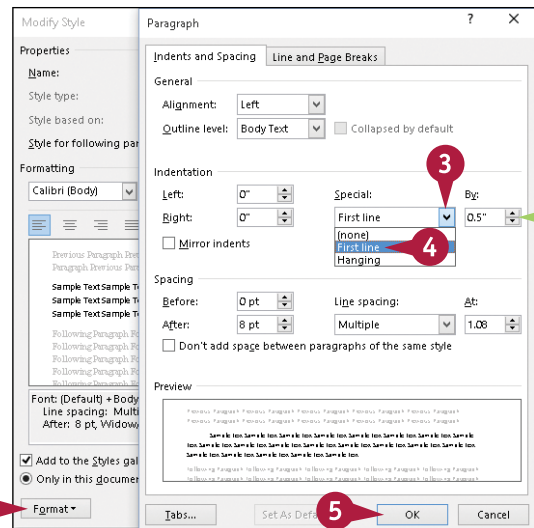 Modify Style
Properties
Name:
Style type:
Style based on:
Style for following par
Formatting
Calibri (Body)
Previous Paragraph Previous
Paragraph Previous Par
Sample Text Sample T
Sample Text Sample T
Sample Text Sample T
Following Paragraph Fo
Following Paragraph Fo
Following Paragraph Fo
Following Paragraph Fo
Following Paragraph Fo
Font: (Default) +Body
Line spacing: Multi
After: 8 pt, Widow/
Add to the Styles gal
Only in this documen
Format
Paragraph
?
Indents and Spacing
Line and Page Breaks
General
Alignment: Left
Outline level: Body Text
Collapsed by default
Indentation
3
Left: 0"
Special:
By:
Right: 0"
First line
0.5"
Mirror indents
(none)
First line
4
Hanging
Spacing
Before: 0 pt
Line spacing:
At:
After: 8 pt
Multiple
1.08
Don't add space between paragraphs of the same style
Preview
Tabs...
Set As Def
5
OK
Cancel